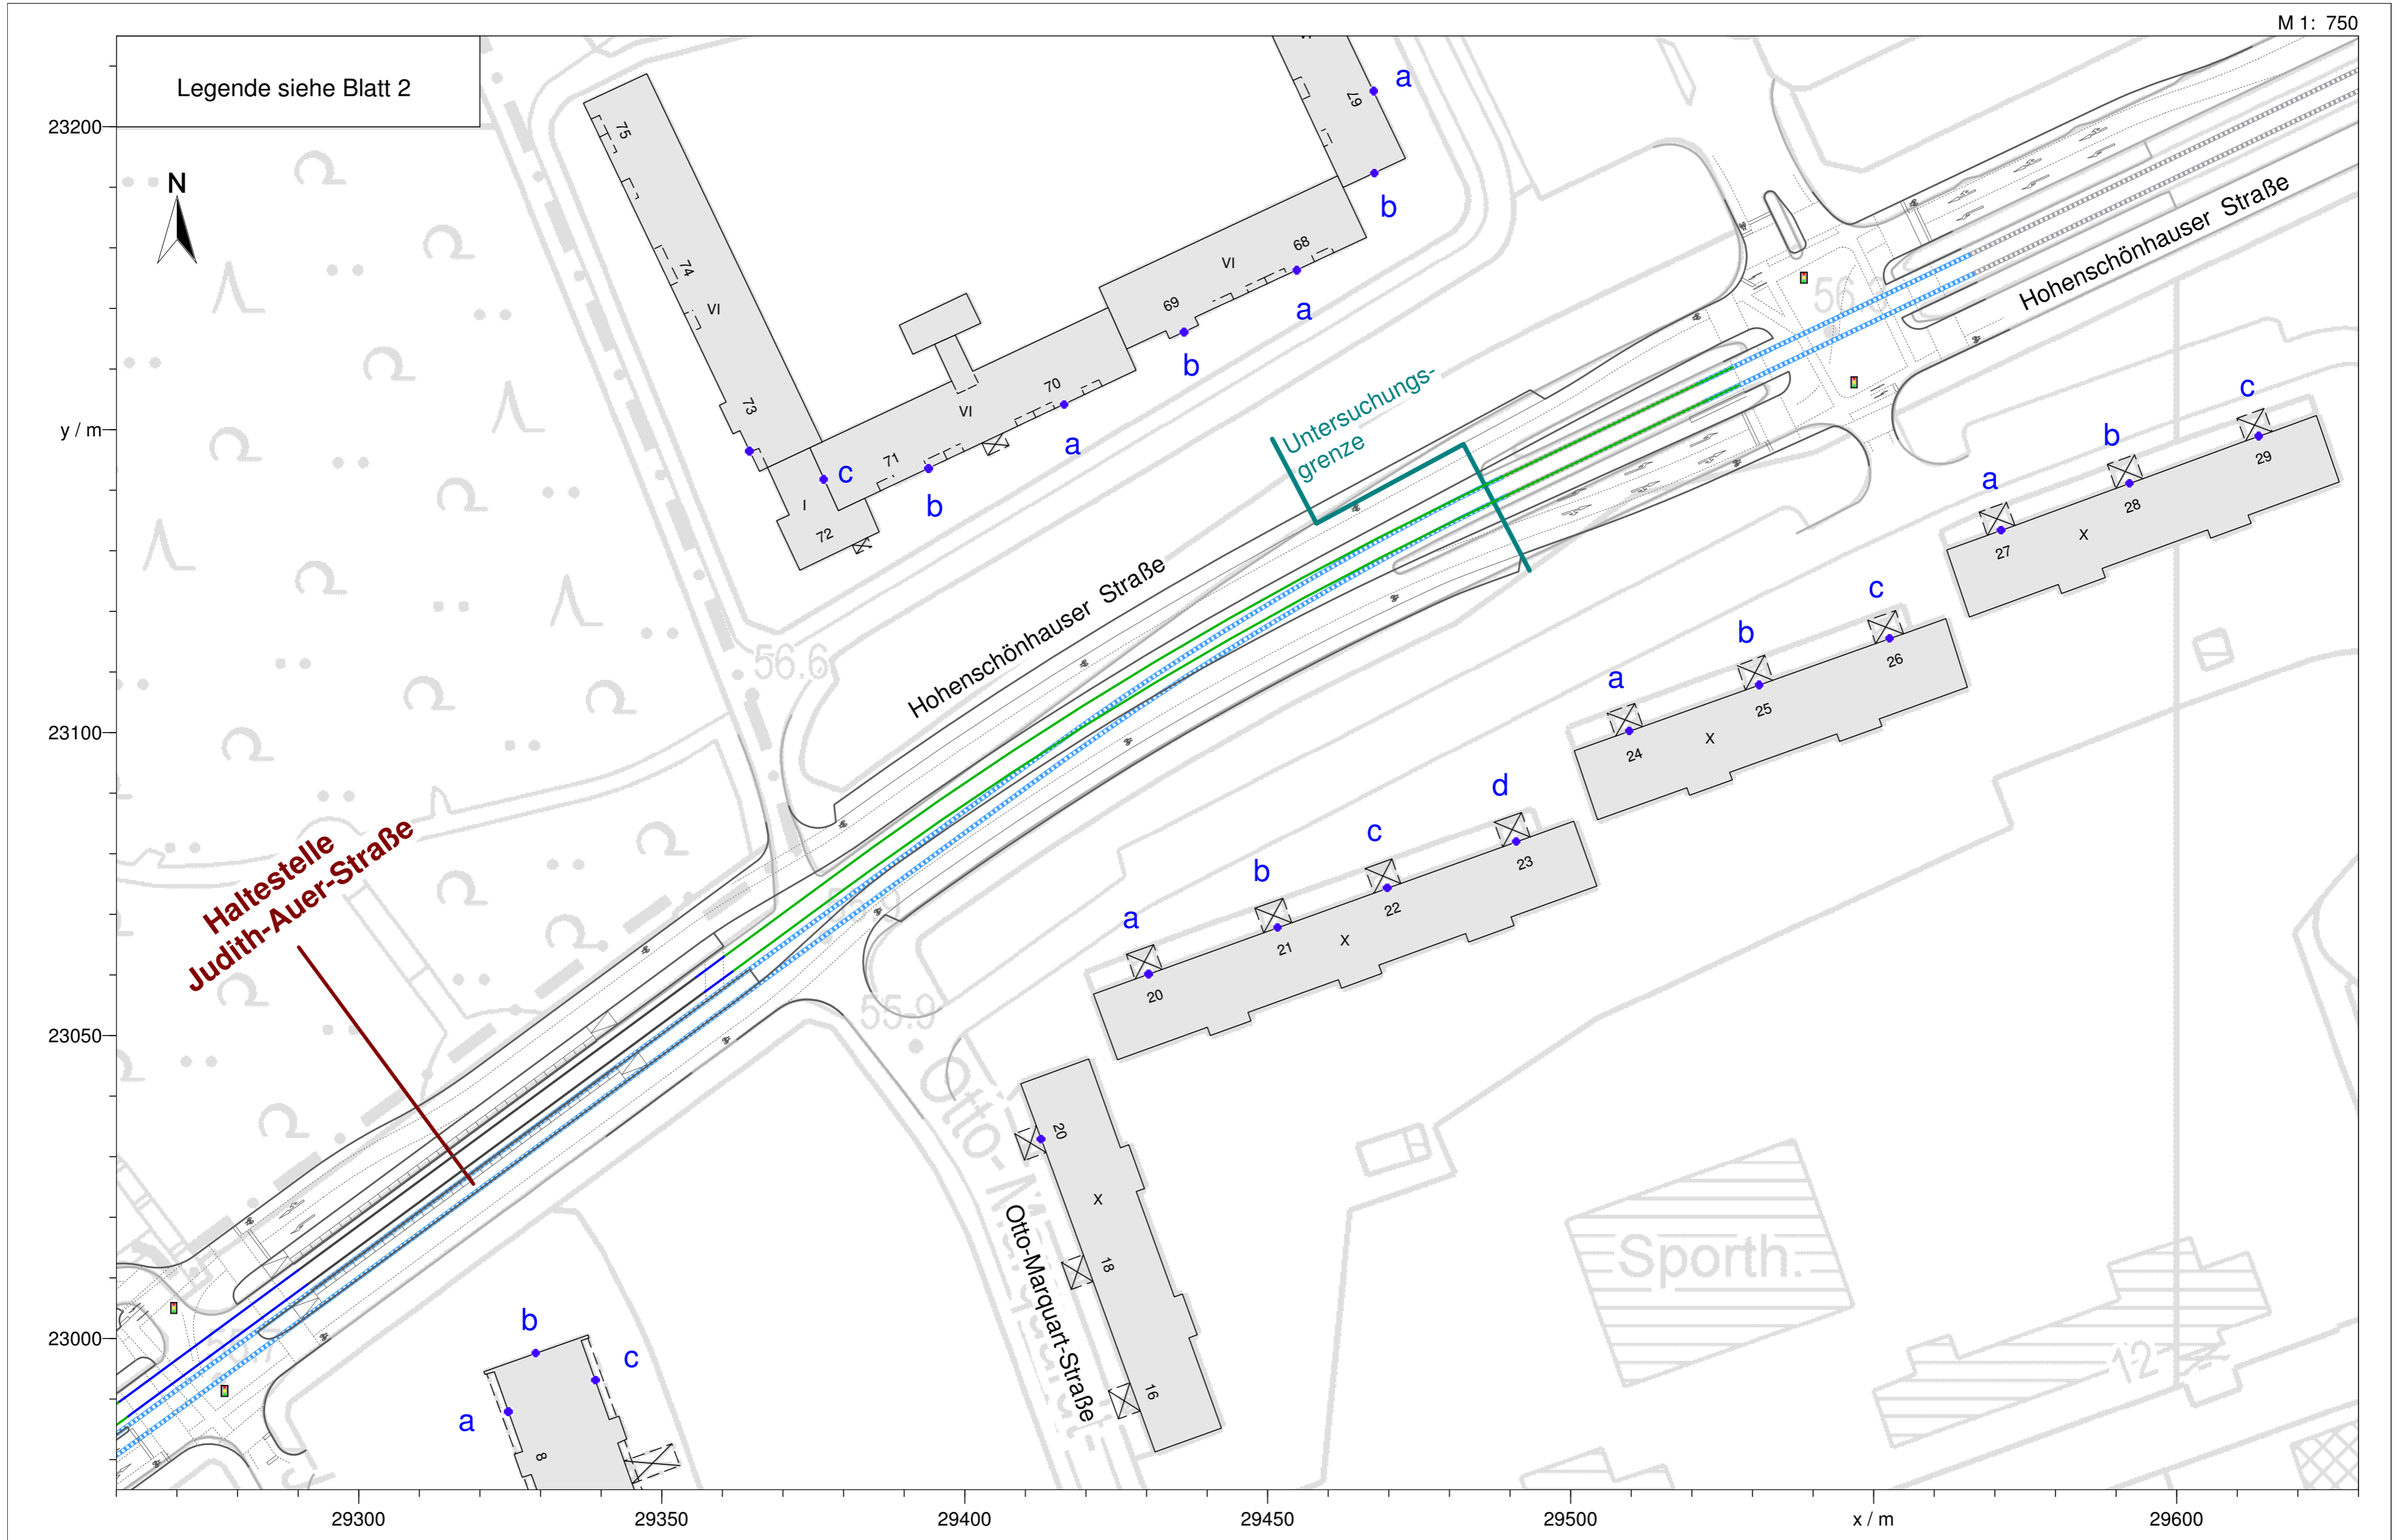 M 1: 750
Legende siehe Blatt 2
N
23200
y / m
23100
23050
23000
29300
29350
29400
29450
29500
x / m
29600
75
74
VI
73
I
72
71
VI
70
69
VI
68
67
a
b
a
b
a
b
c
Untersuchungs-
grenze
Hohenschönhauser Straße
Hohenschönhauser Straße
56.6
55.9
Haltestelle
Judith-Auer-Straße
a
b
c
27
28
29
X
a
b
c
24
25
26
X
a
b
c
d
20
21
22
23
X
20
X
18
16
Otto-Marquart-Straße
b
c
a
8
Sporth.
12